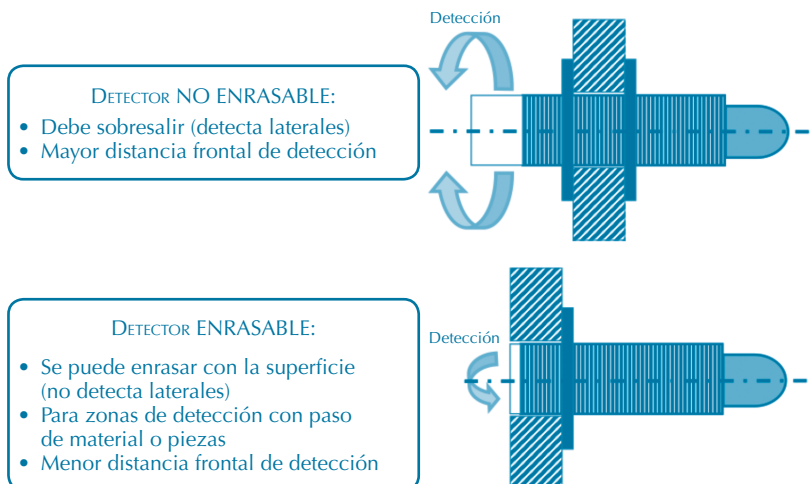 Detección
Detector NO ENRASABLE:
• Debe sobresalir (detecta laterales)
• Mayor distancia frontal de detección
Detector ENRASABLE:
Detección
• Se puede enrasar con la superficie
(no detecta laterales)
• Para zonas de detección con paso
de material o piezas
• Menor distancia frontal de detección